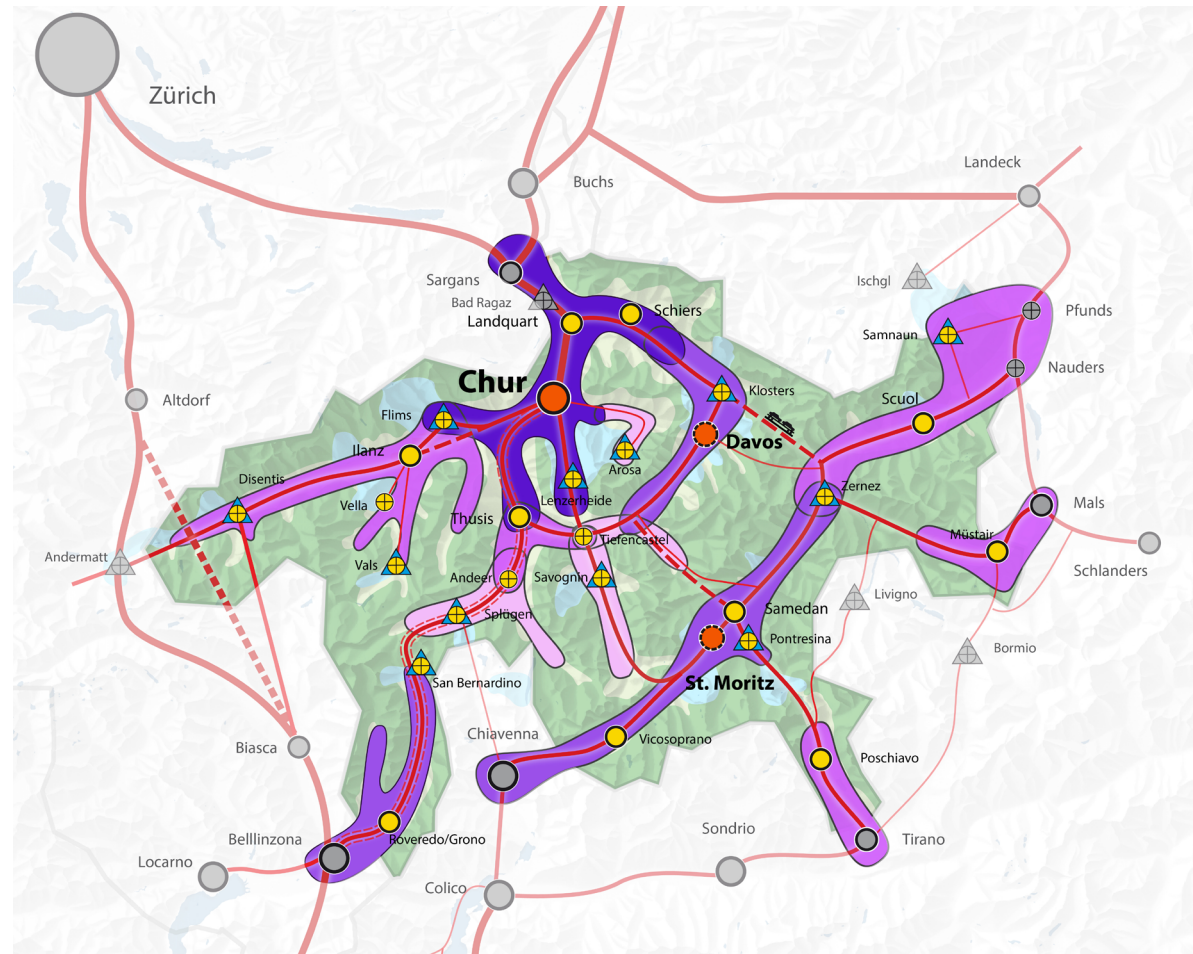 Zürich
Landeck
Buchs
Sargans
Ischgl
Bad Ragaz
Schiers
Pfunds
Landquart
Samnaun
Nauders
Chur
Klosters
Altdorf
Scuol
Flims
Davos
Ilanz
Arosa
Disentis
Zernez
Lenzerheide
Mals
Vella
Thusis
Müstair
Tiefencastel
Andermatt
Vals
Andeer
Savognin
Schlanders
Livigno
Splügen
Samedan
Pontresina
Bormio
San Bernardino
St. Moritz
Chiavenna
Vicosoprano
Biasca
Poschiavo
Sondrio
Belllinzona
Roveredo/Grono
Tirano
Locarno
Colico